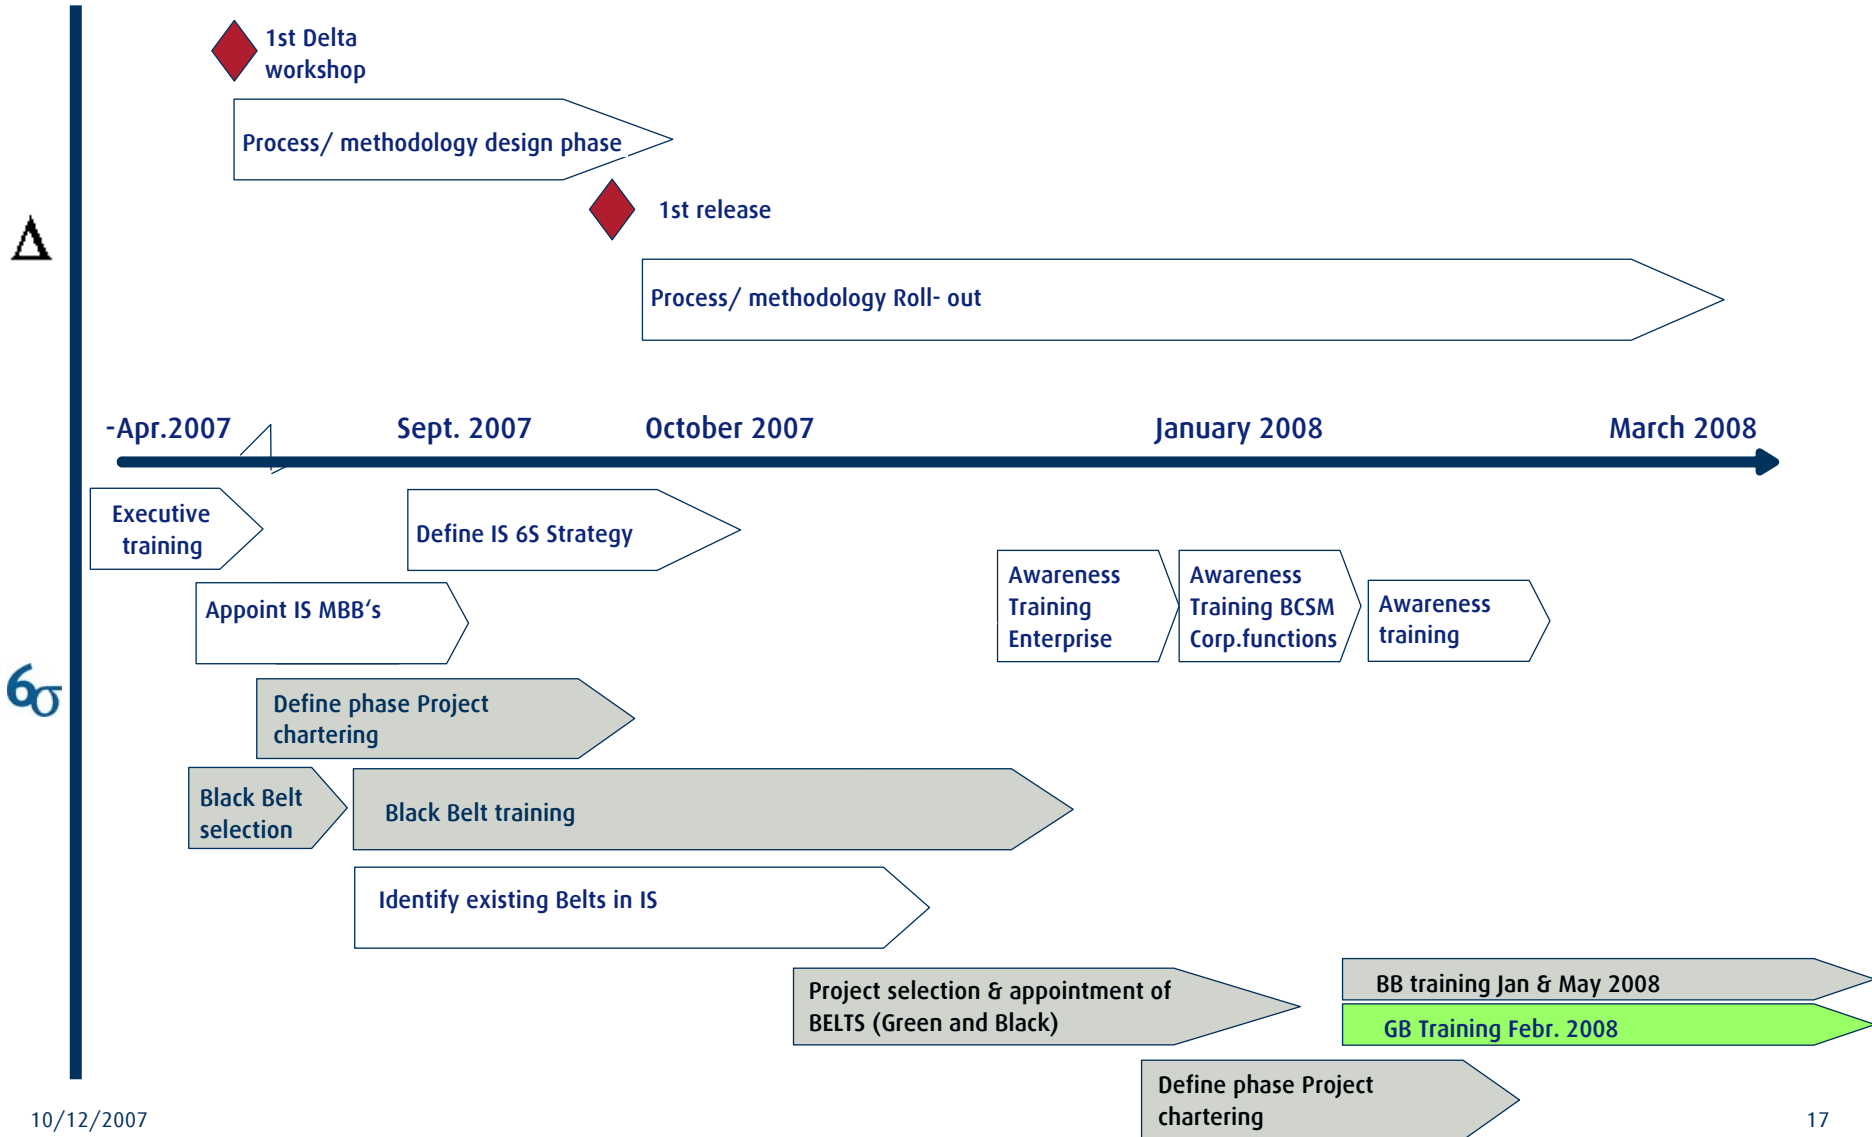 1st Delta
workshop
Process/ methodology design phase
1st release
Δ
Process/ methodology Roll- out
-Apr.2007
Sept. 2007
October 2007
January 2008
March 2008
Executive
training
Define IS 6S Strategy
Appoint IS MBB‘s
Awareness
Training
Enterprise
Awareness
Training BCSM
Corp.functions
Awareness
training
6σ
Define phase Project
chartering
Black Belt
selection
Black Belt training
Identify existing Belts in IS
Project selection & appointment of
BELTS (Green and Black)
BB training Jan & May 2008
GB Training Febr. 2008
Define phase Project
chartering
10/12/2007
17